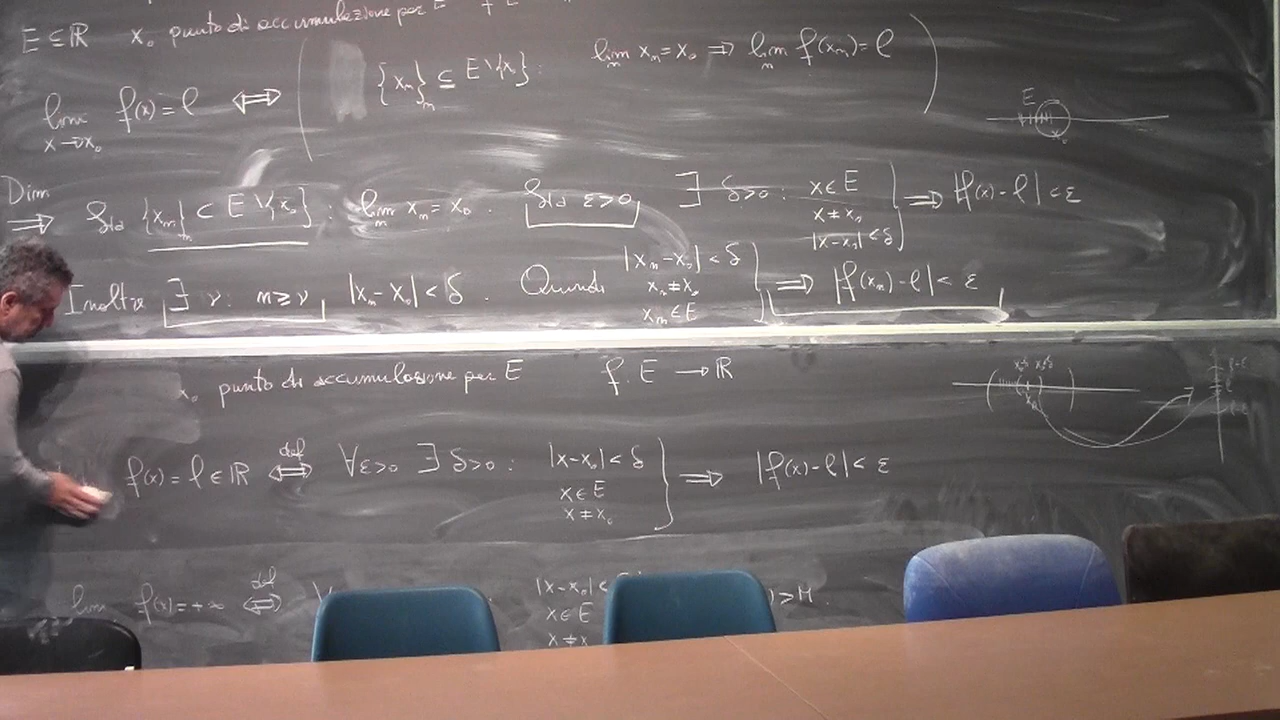 E ⊆ ℝ x₀ punto di accumulazione per E
lim x→x₀ f(x) = ℓ ⟺ ( {xₙ}ₙ ⊆ E∖{x₀} : lim n xₙ = x₀ ⇒ lim n f(xₙ) = ℓ )
E
x₀
Dim
⟹ Sia {xₙ}ₙ ⊂ E∖{x₀} : lim n xₙ = x₀ . Sia ε>0 ∃ δ>0 : x∈E x≠x₀ |x-x₀|<δ } ⟹ |f(x)-ℓ|<ε
Inoltre ∃ ν : n≥ν |xₙ-x₀|<δ . Quindi |xₙ-x₀|<δ xₙ≠x₀ xₙ∈E } ⟹ |f(xₙ)-ℓ|<ε
x₀ punto di accumulazione per E f: E → ℝ
f(x) = ℓ ∈ ℝ ⟺ def ∀ε>0 ∃ δ>0 : |x-x₀|<δ x∈E x≠x₀ } ⟹ |f(x)-ℓ|<ε
lim f(x) = +∞ ⟺ def ∀ |x-x₀|< x∈E x≠x ) ≥ M